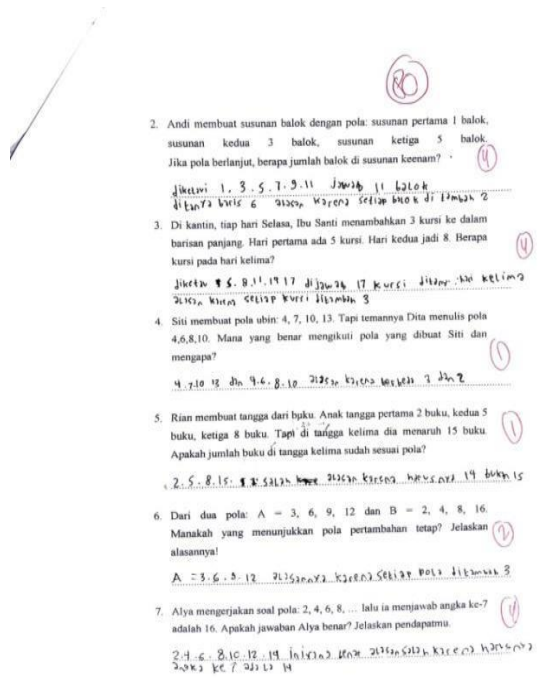 80
2. Andi membuat susunan balok dengan pola: susunan pertama 1 balok,
susunan kedua 3 balok, susunan ketiga 5 balok.
Jika pola berlanjut, berapa jumlah balok di susunan keenam?
4
diketawi 1.3.5.7.9.11 Jawab 11 balok
ditanya baris 6 alasan karena setiap balok di tambah 2
3. Di kantin, tiap hari Selasa, Ibu Santi menambahkan 3 kursi ke dalam
barisan panjang. Hari pertama ada 5 kursi. Hari kedua jadi 8. Berapa
kursi pada hari kelima?
4
diketaw 5.8.11.14 17 dijawab 17 kursi ditanya hari kelima
alasan karena setiap kursi ditambah 3
4. Siti membuat pola ubin: 4, 7, 10, 13. Tapi temannya Dita menulis pola
4,6,8,10. Mana yang benar mengikuti pola yang dibuat Siti dan
mengapa?
1
4.7.10 13 dan 4.6.8.10 alasan karena berbeda 3 dan 2
5. Rian membuat tangga dari buku. Anak tangga pertama 2 buku, kedua 5
buku, ketiga 8 buku. Tapi di tangga kelima dia menaruh 15 buku.
Apakah jumlah buku di tangga kelima sudah sesuai pola?
1
2.5.8.15. salah alasan karena harusnya 14 bukan 15
6. Dari dua pola: A = 3, 6, 9, 12 dan B = 2, 4, 8, 16.
Manakah yang menunjukkan pola pertambahan tetap? Jelaskan
alasannya!
2
A = 3.6.9.12 alasannya karena setiap pola ditambah 3
7. Alya mengerjakan soal pola: 2, 4, 6, 8, ... lalu ia menjawab angka ke-7
adalah 16. Apakah jawaban Alya benar? Jelaskan pendapatmu.
4
2.4.6.8.10.12.14 alasan salah karena harusnya
angka ke 7 adala 14